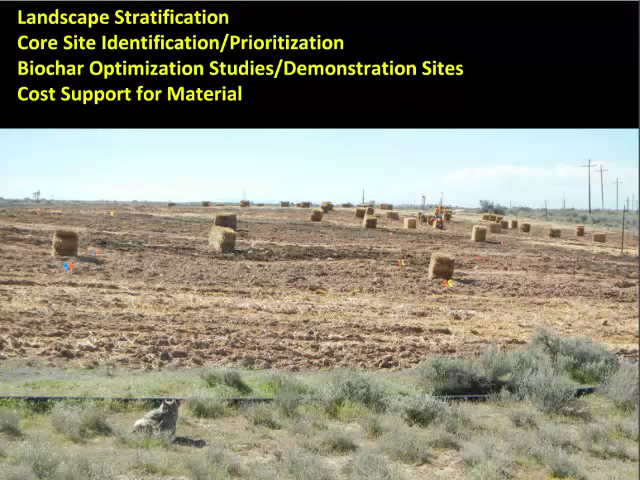 Landscape Stratification
Core Site Identification/Prioritization
Biochar Optimization Studies/Demonstration Sites
Cost Support for Material